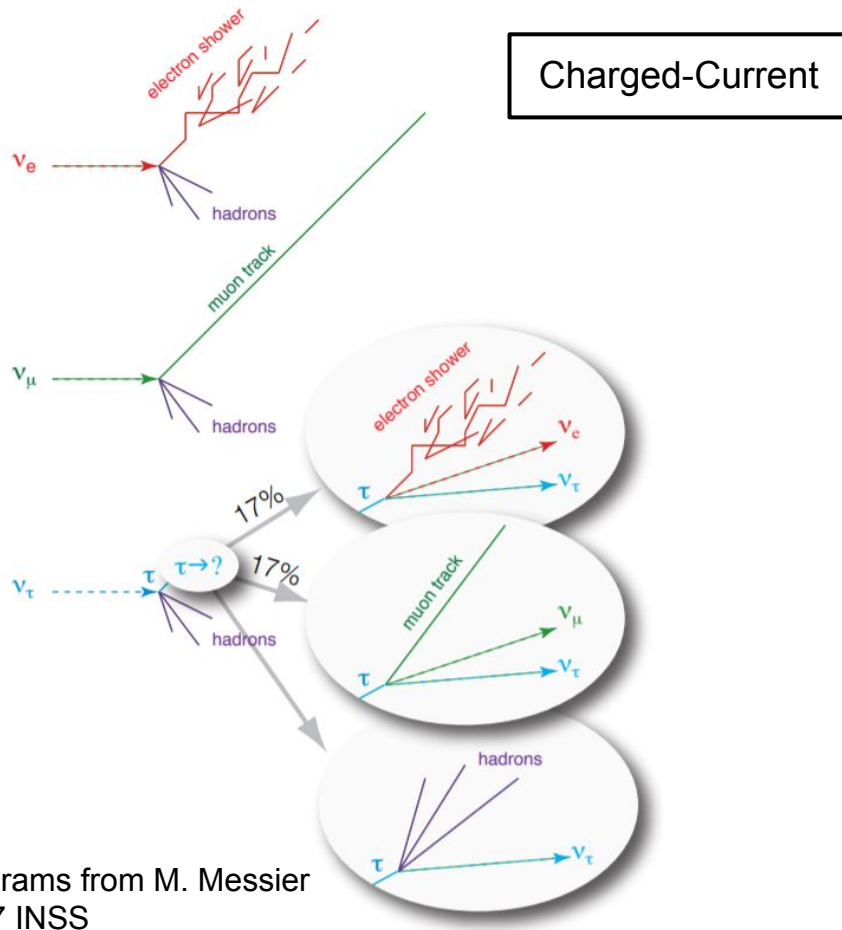 electron shower
Charged-Current
νe
hadrons
muon track
νμ
hadrons
electron shower
νe
τ
ντ
17%
ντ
τ
τ→?
17%
hadrons
muon track
νμ
τ
ντ
hadrons
τ
ντ
rams from M. Messier
INSS